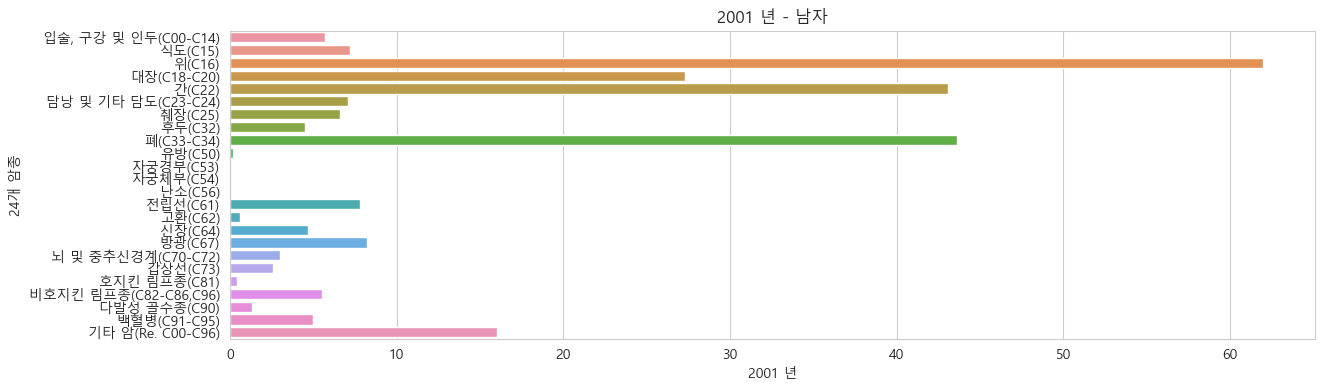 2001 년 - 남자
24개 암종
입술, 구강 및 인두(C00-C14)
식도(C15)
위(C16)
대장(C18-C20)
간(C22)
담낭 및 기타 담도(C23-C24)
췌장(C25)
후두(C32)
폐(C33-C34)
유방(C50)
자궁경부(C53)
자궁체부(C54)
난소(C56)
전립선(C61)
고환(C62)
신장(C64)
방광(C67)
뇌 및 중추신경계(C70-C72)
갑상선(C73)
호지킨 림프종(C81)
비호지킨 림프종(C82-C86,C96)
다발성 골수종(C90)
백혈병(C91-C95)
기타 암(Re. C00-C96)
0 10 20 30 40 50 60
2001 년